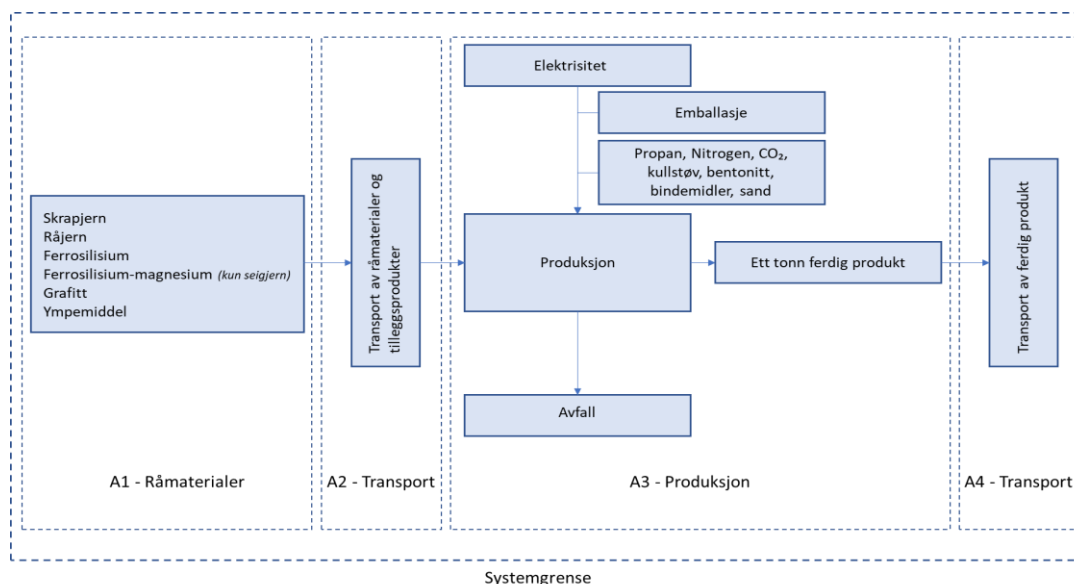 Skrapjern
Råjern
Ferrosilisium
Ferrosilisium-magnesium (kun seigjern)
Grafitt
Ympemiddel
A1 - Råmaterialer
Transport av råmaterialer og
tilleggsprodukter
A2 - Transport
Elektrisitet
Emballasje
Propan, Nitrogen, CO₂,
kullstøv, bentonitt,
bindemidler, sand
Produksjon
Ett tonn ferdig produkt
Avfall
A3 - Produksjon
Transport av ferdig produkt
A4 - Transport
Systemgrense